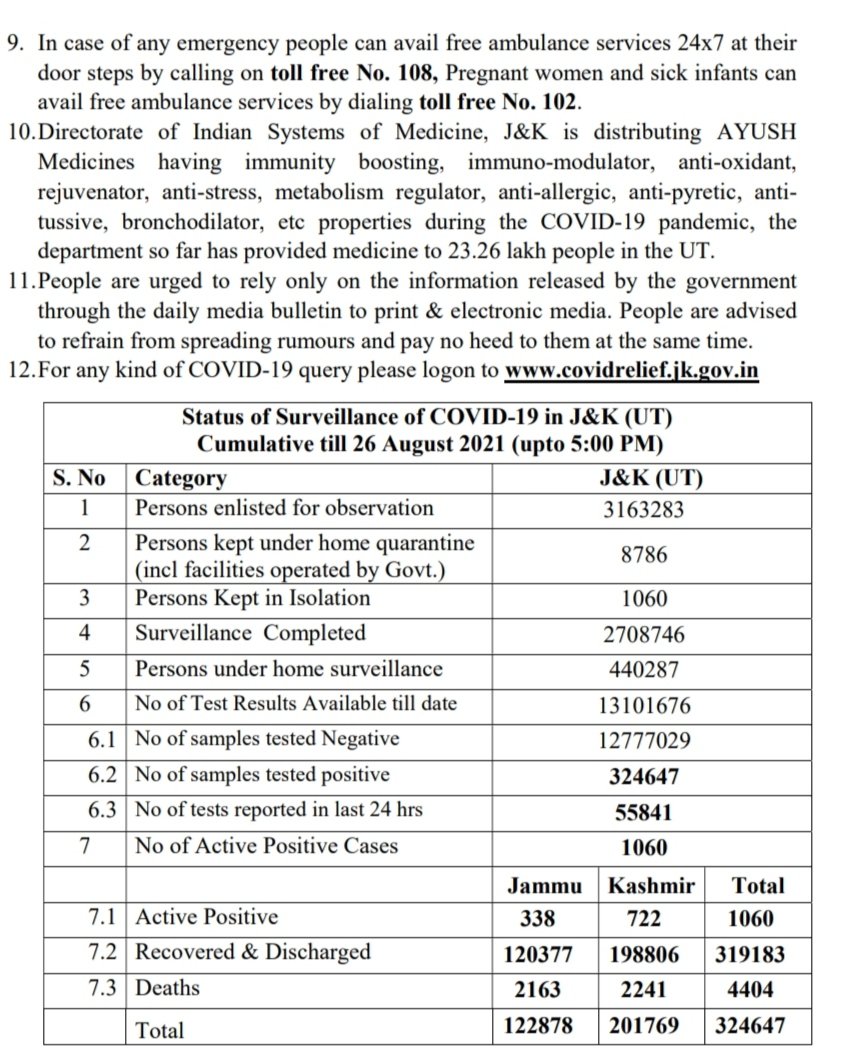 9. In case of any emergency people can avail free ambulance services 24x7 at their
door steps by calling on toll free No. 108, Pregnant women and sick infants can
avail free ambulance services by dialing toll free No. 102.
10.Directorate of Indian Systems of Medicine, J&K is distributing AYUSH
Medicines having immunity boosting, immuno-modulator, anti-oxidant,
rejuvenator, anti-stress, metabolism regulator, anti-allergic, anti-pyretic, anti-
tussive, bronchodilator, etc properties during the COVID-19 pandemic, the
department so far has provided medicine to 23.26 lakh people in the UT.
11.People are urged to rely only on the information released by the government
through the daily media bulletin to print & electronic media. People are advised
to refrain from spreading rumours and pay no heed to them at the same time.
12.For any kind of COVID-19 query please logon to www.covidrelief.jk.gov.in
Status of Surveillance of COVID-19 in J&K (UT)
Cumulative till 26 August 2021 (upto 5:00 PM)
S. No Category J&K (UT)
1 Persons enlisted for observation 3163283
2 Persons kept under home quarantine
(incl facilities operated by Govt.) 8786
3 Persons Kept in Isolation 1060
4 Surveillance Completed 2708746
5 Persons under home surveillance 440287
6 No of Test Results Available till date 13101676
6.1 No of samples tested Negative 12777029
6.2 No of samples tested positive 324647
6.3 No of tests reported in last 24 hrs 55841
7 No of Active Positive Cases 1060
Jammu Kashmir Total
7.1 Active Positive 338 722 1060
7.2 Recovered & Discharged 120377 198806 319183
7.3 Deaths 2163 2241 4404
Total 122878 201769 324647